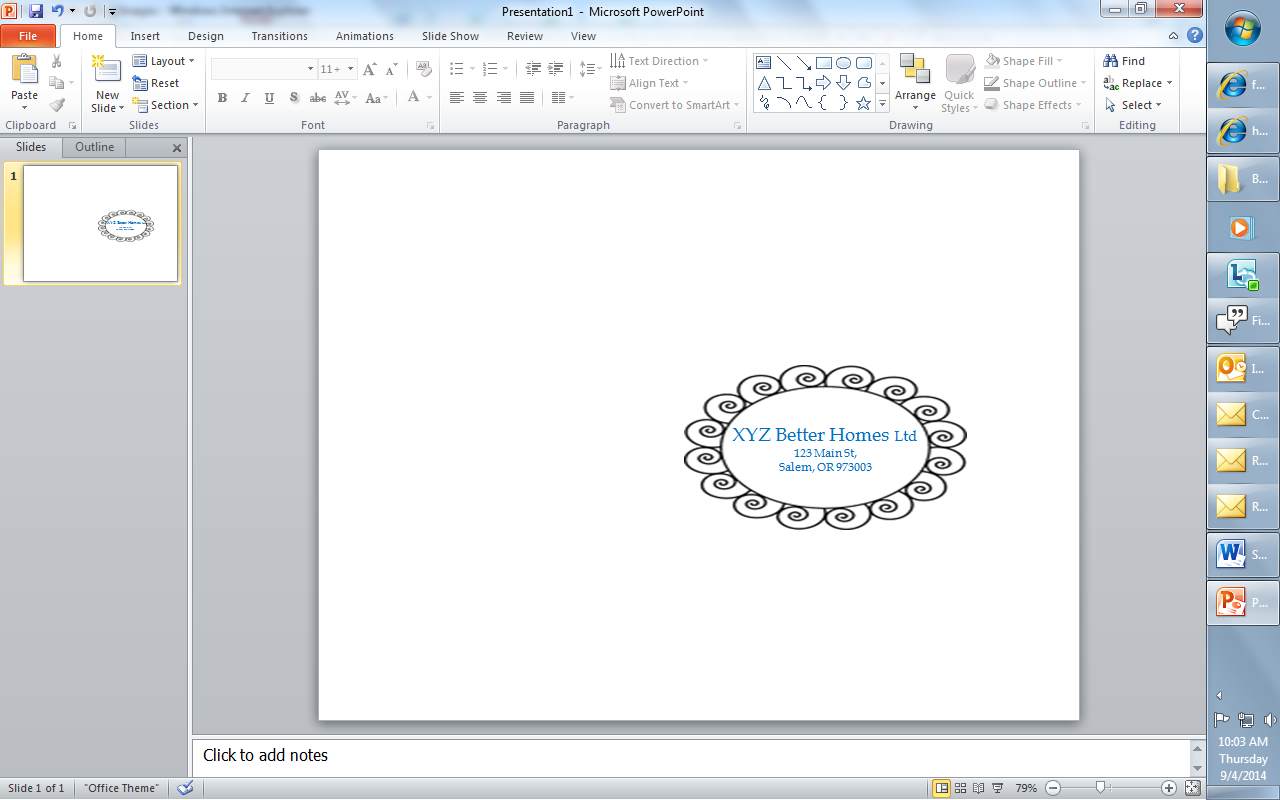 Presentation1 - Microsoft PowerPoint
File Home Insert Design Transitions Animations Slide Show Review View
Paste
Clipboard
New Slide
Layout
Reset
Section
Slides
11+
B I U S abc AV Aa A
Font
Text Direction
Align Text
Convert to SmartArt
Paragraph
Arrange
Quick Styles
Shape Fill
Shape Outline
Shape Effects
Drawing
Find
Replace
Select
Editing
Slides Outline
1
XYZ Better Homes Ltd
123 Main St,
Salem, OR 973003
Click to add notes
Slide 1 of 1 "Office Theme" 79%
f...
h...
B...
Fi...
I...
C...
R...
R...
S...
P...
10:03 AM
Thursday
9/4/2014